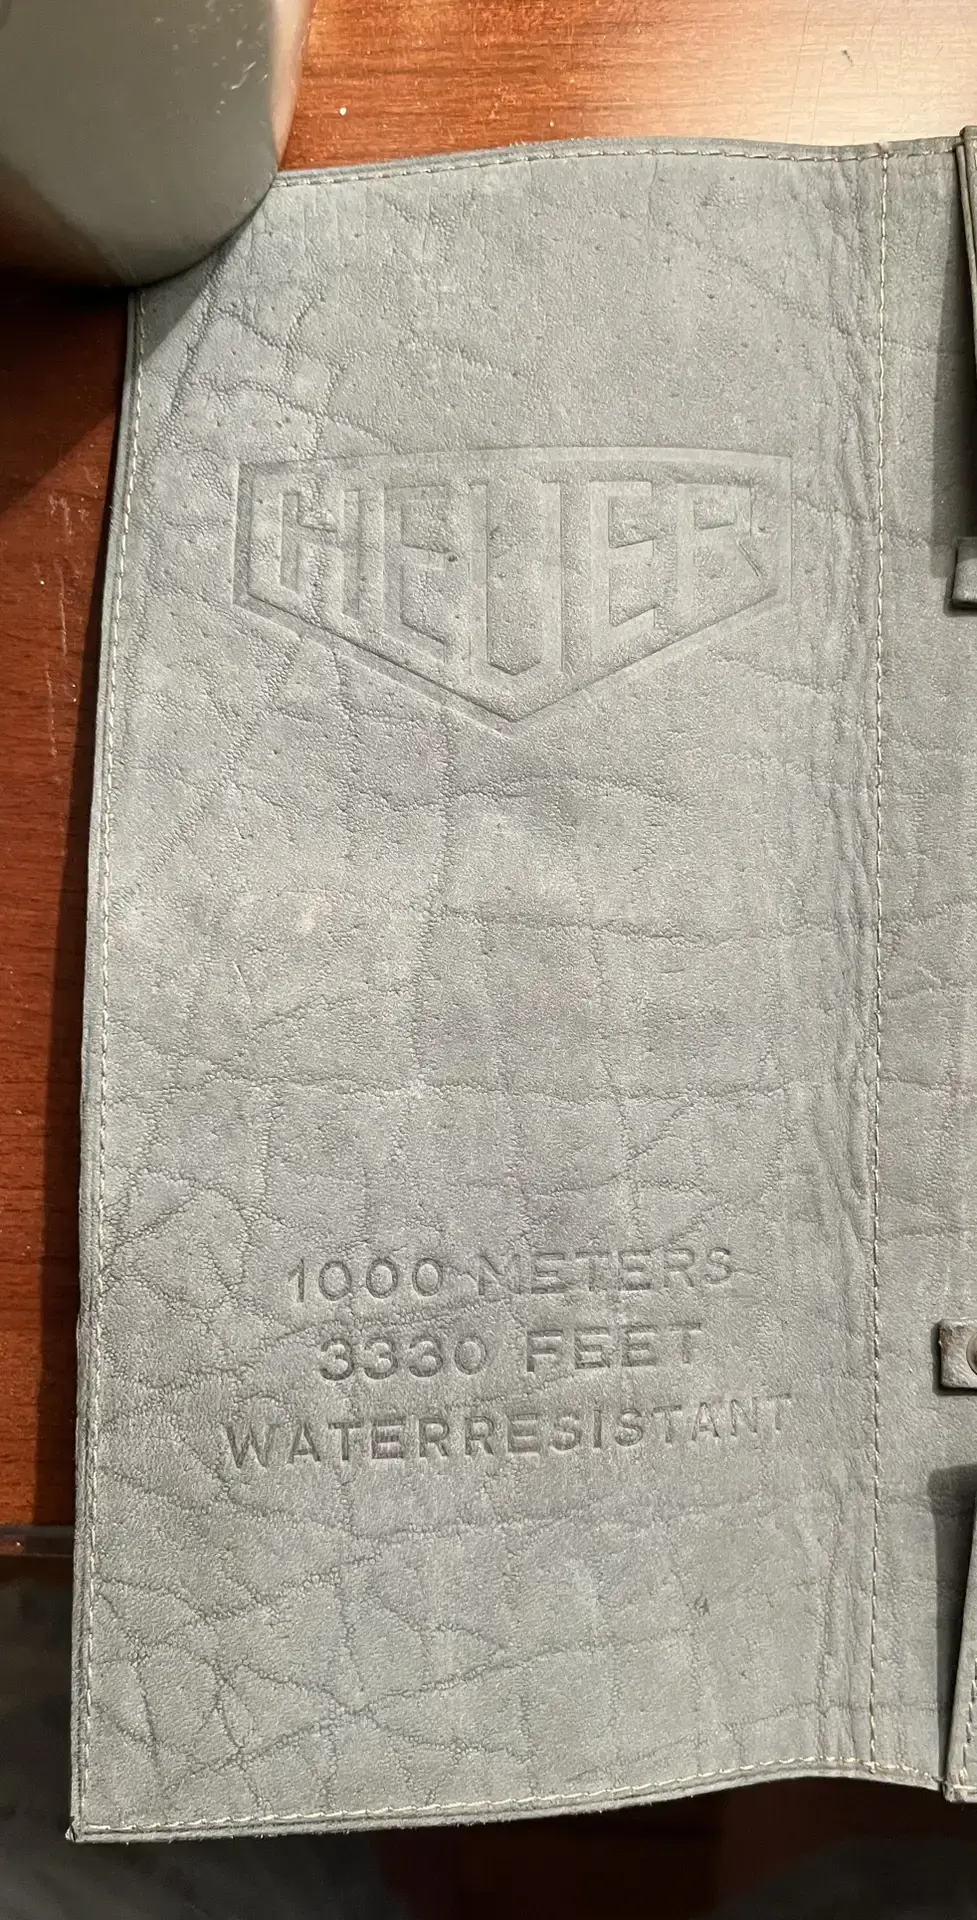 HEUER
1000 METERS
3330 FEET
WATERRESISTANT